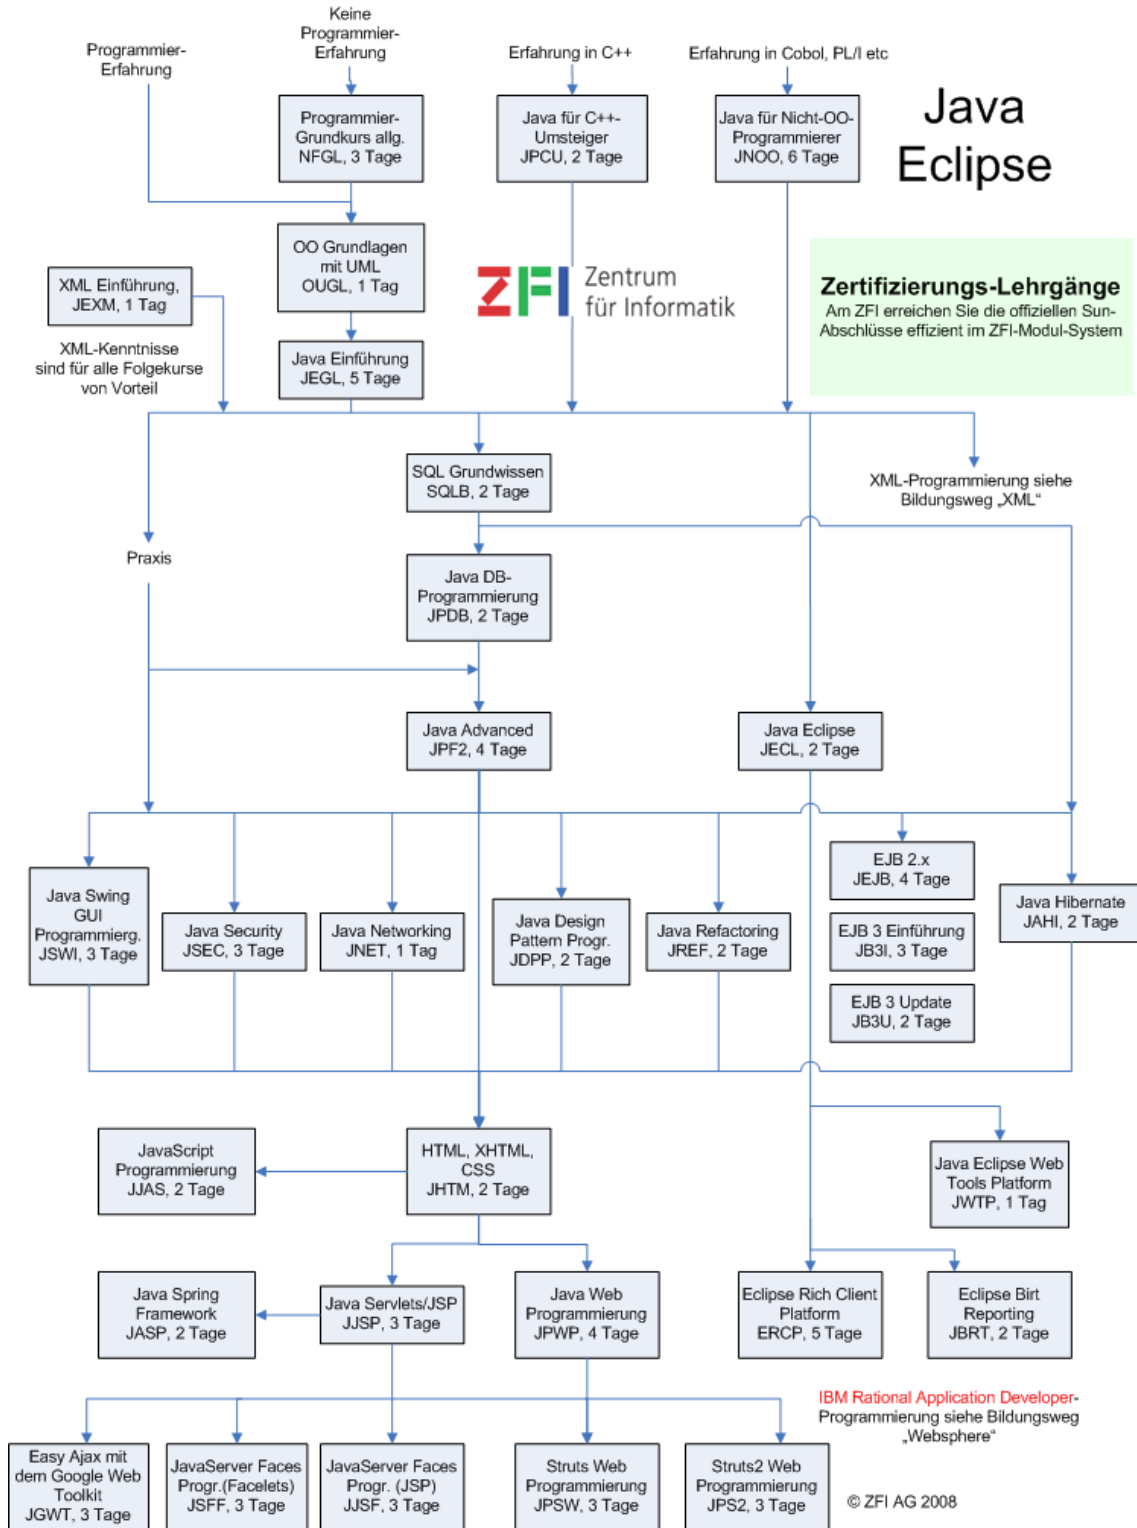 Programmier-
Erfahrung
Keine
Programmier-
Erfahrung
Erfahrung in C++
Erfahrung in Cobol, PL/I etc
Java
Eclipse
Programmier-
Grundkurs allg.
NFGL, 3 Tage
Java für C++-
Umsteiger
JPCU, 2 Tage
Java für Nicht-OO-
Programmierer
JNOO, 6 Tage
OO Grundlagen
mit UML
OUGL, 1 Tag
XML Einführung,
JEXM, 1 Tag
ZFI Zentrum
für Informatik
Zertifizierungs-Lehrgänge
Am ZFI erreichen Sie die offiziellen Sun-
Abschlüsse effizient im ZFI-Modul-System
XML-Kenntnisse
sind für alle Folgekurse
von Vorteil
Java Einführung
JEGL, 5 Tage
SQL Grundwissen
SQLB, 2 Tage
XML-Programmierung siehe
Bildungsweg „XML“
Praxis
Java DB-
Programmierung
JPDB, 2 Tage
Java Advanced
JPF2, 4 Tage
Java Eclipse
JECL, 2 Tage
Java Swing
GUI
Programmierg.
JSWI, 3 Tage
Java Security
JSEC, 3 Tage
Java Networking
JNET, 1 Tag
Java Design
Pattern Progr.
JDPP, 2 Tage
Java Refactoring
JREF, 2 Tage
EJB 2.x
JEJB, 4 Tage
EJB 3 Einführung
JB3I, 3 Tage
EJB 3 Update
JB3U, 2 Tage
Java Hibernate
JAHI, 2 Tage
JavaScript
Programmierung
JJAS, 2 Tage
HTML, XHTML,
CSS
JHTM, 2 Tage
Java Eclipse Web
Tools Platform
JWTP, 1 Tag
Java Spring
Framework
JASP, 2 Tage
Java Servlets/JSP
JJSP, 3 Tage
Java Web
Programmierung
JPWP, 4 Tage
Eclipse Rich Client
Platform
ERCP, 5 Tage
Eclipse Birt
Reporting
JBRT, 2 Tage
IBM Rational Application Developer-
Programmierung siehe Bildungsweg
„Websphere“
Easy Ajax mit
dem Google Web
Toolkit
JGWT, 3 Tage
JavaServer Faces
Progr.(Facelets)
JSFF, 3 Tage
JavaServer Faces
Progr. (JSP)
JJSF, 3 Tage
Struts Web
Programmierung
JPSW, 3 Tage
Struts2 Web
Programmierung
JPS2, 3 Tage
© ZFI AG 2008